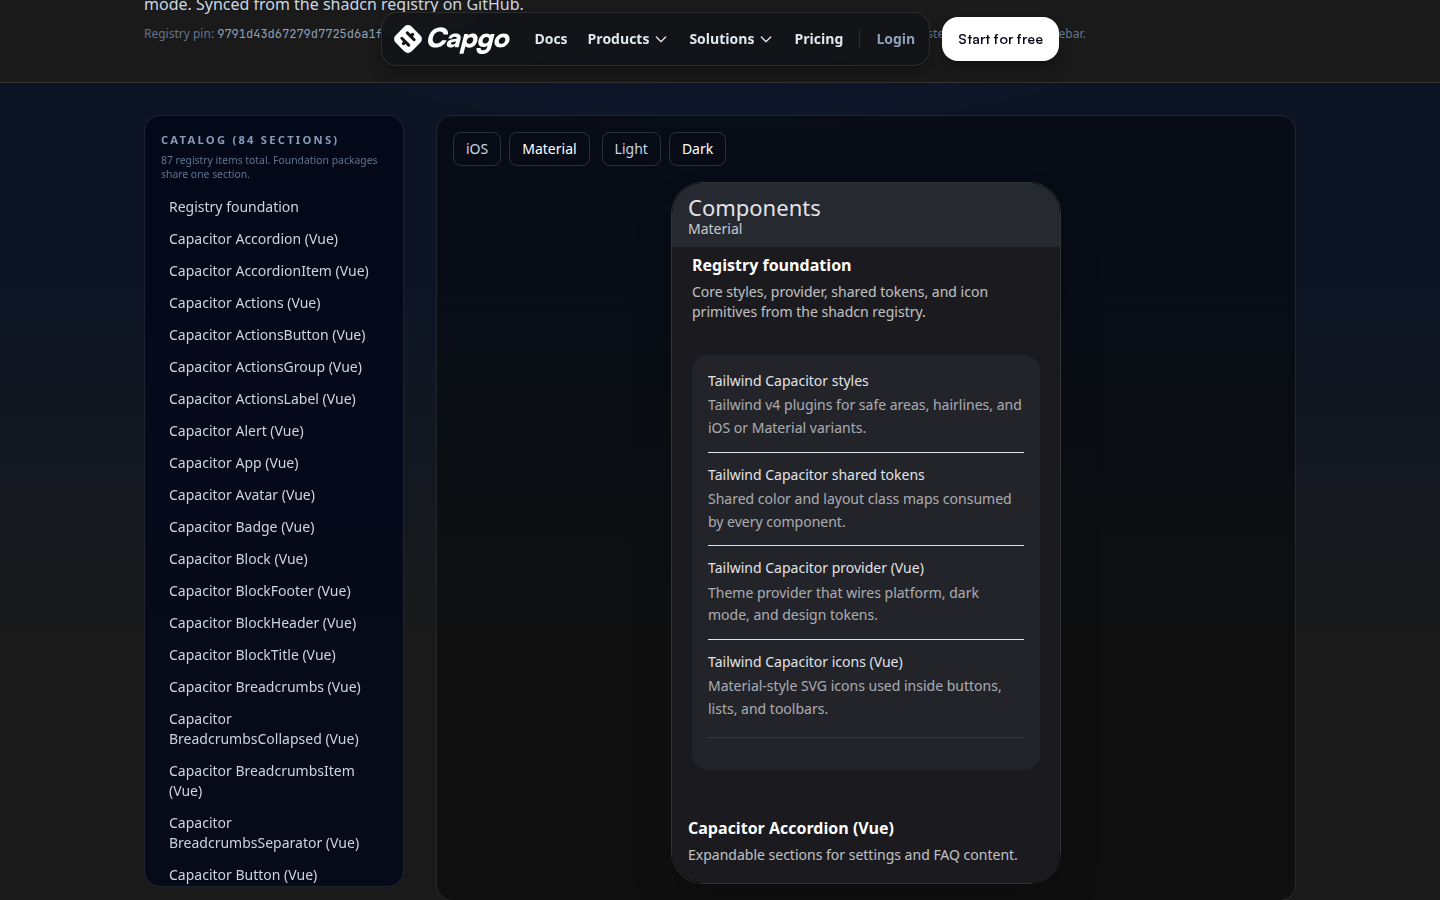 mode. Synced from the shadcn registry on GitHub.
Registry pin: 9791d43d67279d7725d6a1f
Capgo
Docs
Products
Solutions
Pricing
Login
Start for free
CATALOG (84 SECTIONS)
87 registry items total. Foundation packages
share one section.
Registry foundation
Capacitor Accordion (Vue)
Capacitor AccordionItem (Vue)
Capacitor Actions (Vue)
Capacitor ActionsButton (Vue)
Capacitor ActionsGroup (Vue)
Capacitor ActionsLabel (Vue)
Capacitor Alert (Vue)
Capacitor App (Vue)
Capacitor Avatar (Vue)
Capacitor Badge (Vue)
Capacitor Block (Vue)
Capacitor BlockFooter (Vue)
Capacitor BlockHeader (Vue)
Capacitor BlockTitle (Vue)
Capacitor Breadcrumbs (Vue)
Capacitor
BreadcrumbsCollapsed (Vue)
Capacitor BreadcrumbsItem
(Vue)
Capacitor
BreadcrumbsSeparator (Vue)
Capacitor Button (Vue)
iOS
Material
Light
Dark
Components
Material
Registry foundation
Core styles, provider, shared tokens, and icon
primitives from the shadcn registry.
Tailwind Capacitor styles
Tailwind v4 plugins for safe areas, hairlines, and
iOS or Material variants.
Tailwind Capacitor shared tokens
Shared color and layout class maps consumed
by every component.
Tailwind Capacitor provider (Vue)
Theme provider that wires platform, dark
mode, and design tokens.
Tailwind Capacitor icons (Vue)
Material-style SVG icons used inside buttons,
lists, and toolbars.
Capacitor Accordion (Vue)
Expandable sections for settings and FAQ content.